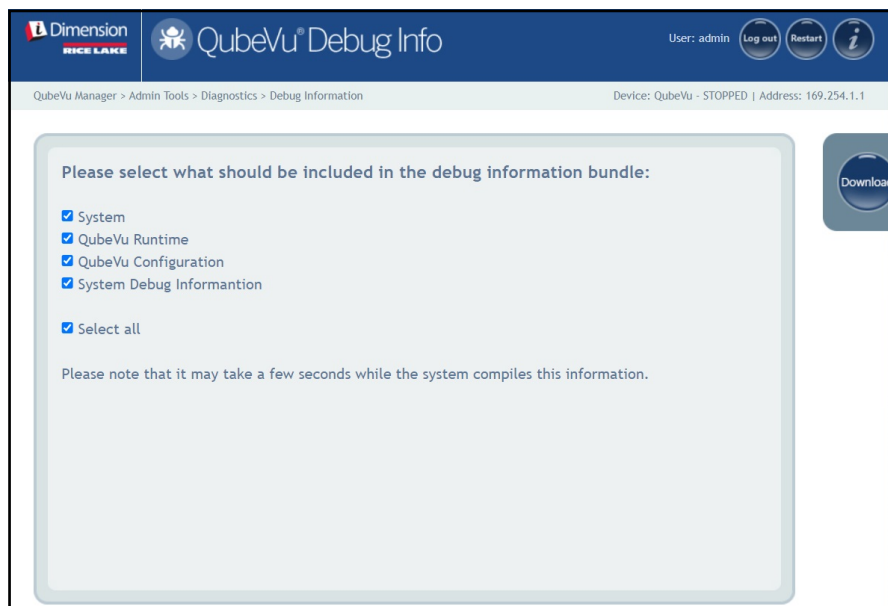 iDimension
RICE LAKE
QubeVu® Debug Info
User: admin
Log out
Restart
i
QubeVu Manager > Admin Tools > Diagnostics > Debug Information
Device: QubeVu - STOPPED | Address: 169.254.1.1
Please select what should be included in the debug information bundle:
System
QubeVu Runtime
QubeVu Configuration
System Debug Informantion
Select all
Please note that it may take a few seconds while the system compiles this information.
Downloa